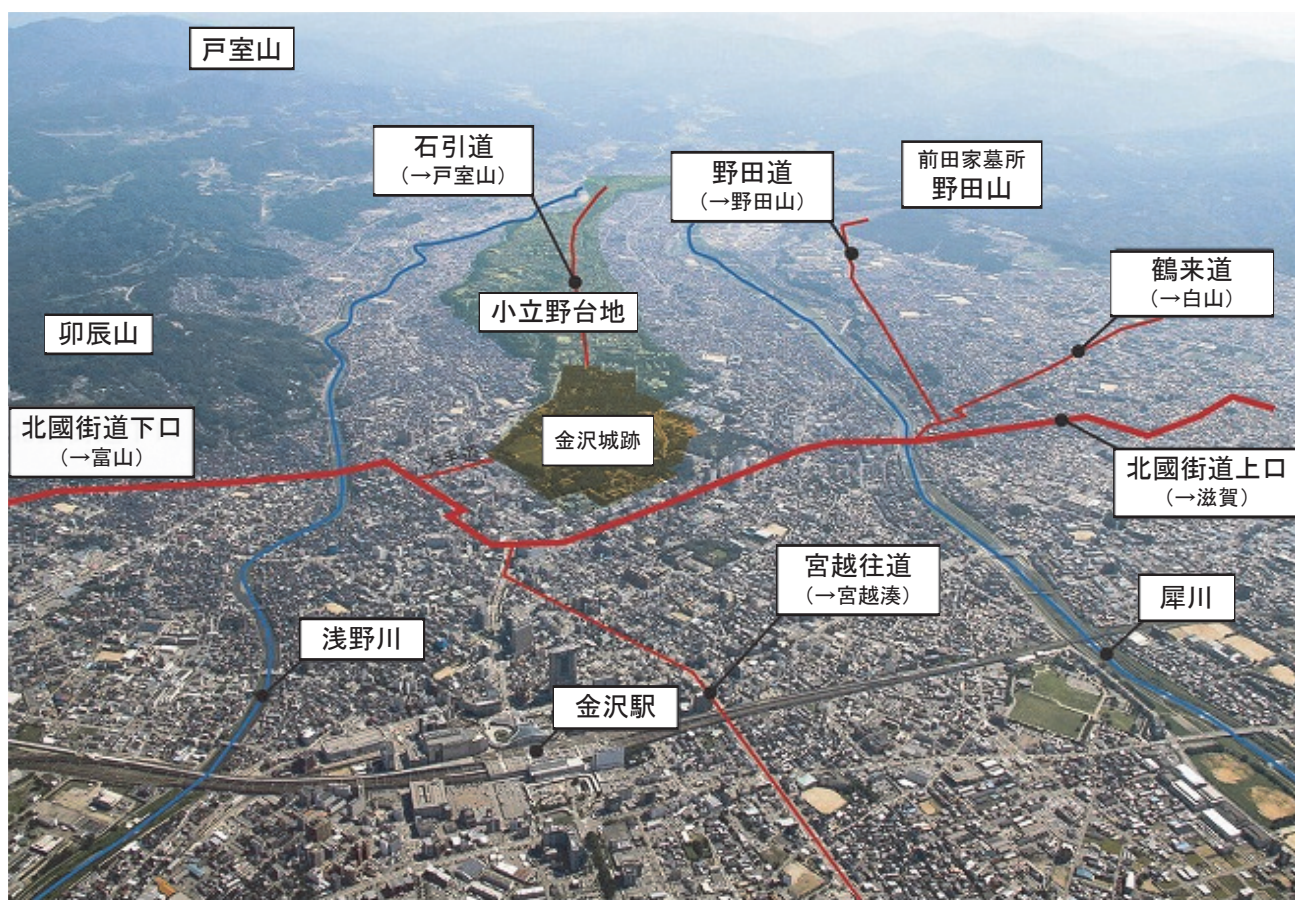 戸室山
石引道
（→戸室山）
野田道
（→野田山）
前田家墓所
野田山
鶴来道
（→白山）
小立野台地
卯辰山
北國街道下口
（→富山）
大手道
金沢城跡
北國街道上口
（→滋賀）
宮越往道
（→宮越湊）
犀川
浅野川
金沢駅